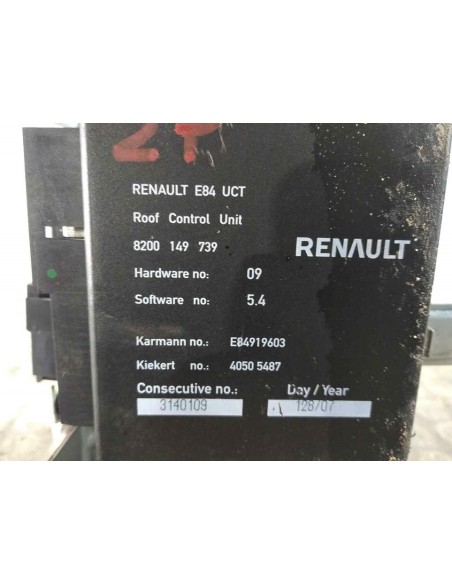 RENAULT E84 UCT
Roof Control Unit
8200 149 739
RENAULT
Hardware no: 09
Software no: 5.4
Karmann no.: E84919603
Kiekert no.: 4050 5487
Consecutive no.: Day / Year
3140109 128/07